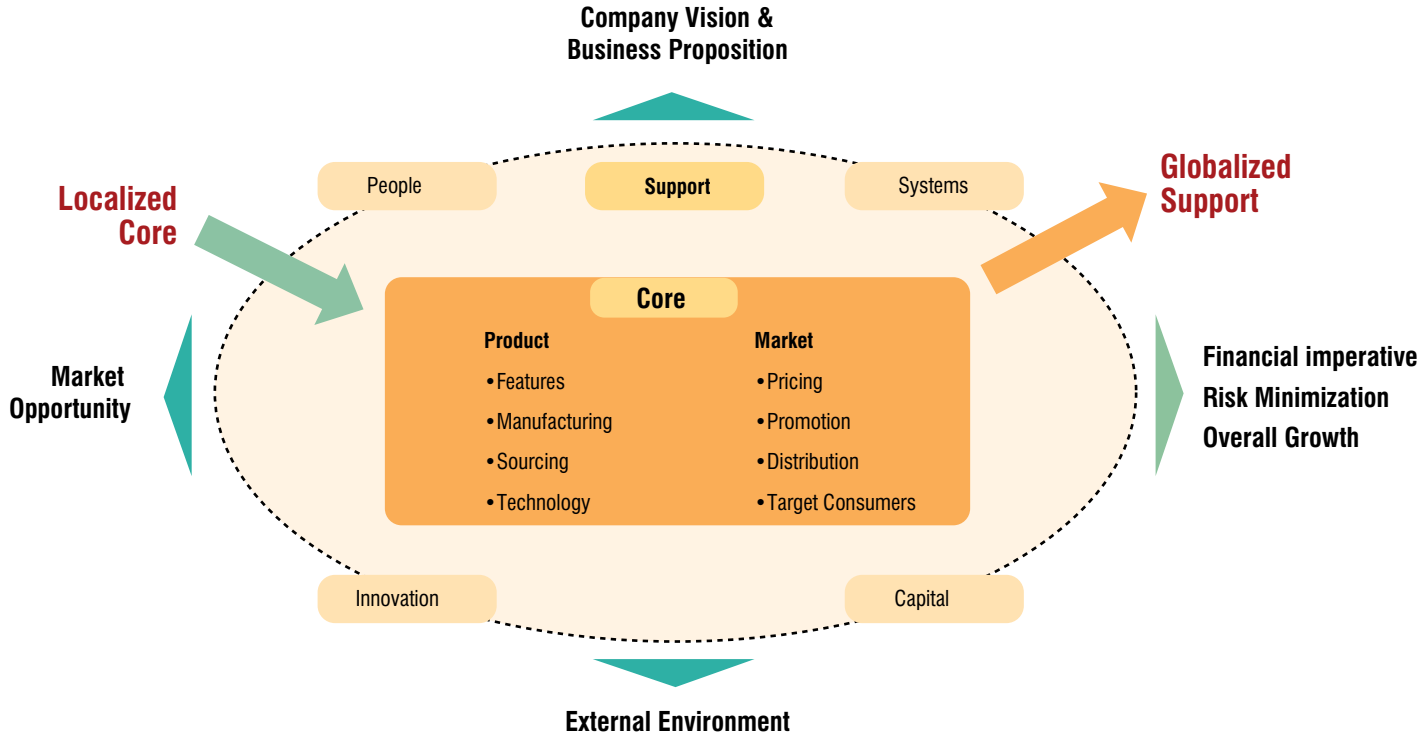 Company Vision &
Business Proposition
People
Support
Systems
Localized
Core
Globalized
Support
Core
Product
•Features
•Manufacturing
•Sourcing
•Technology
Market
•Pricing
•Promotion
•Distribution
•Target Consumers
Market
Opportunity
Financial imperative
Risk Minimization
Overall Growth
Innovation
Capital
External Environment